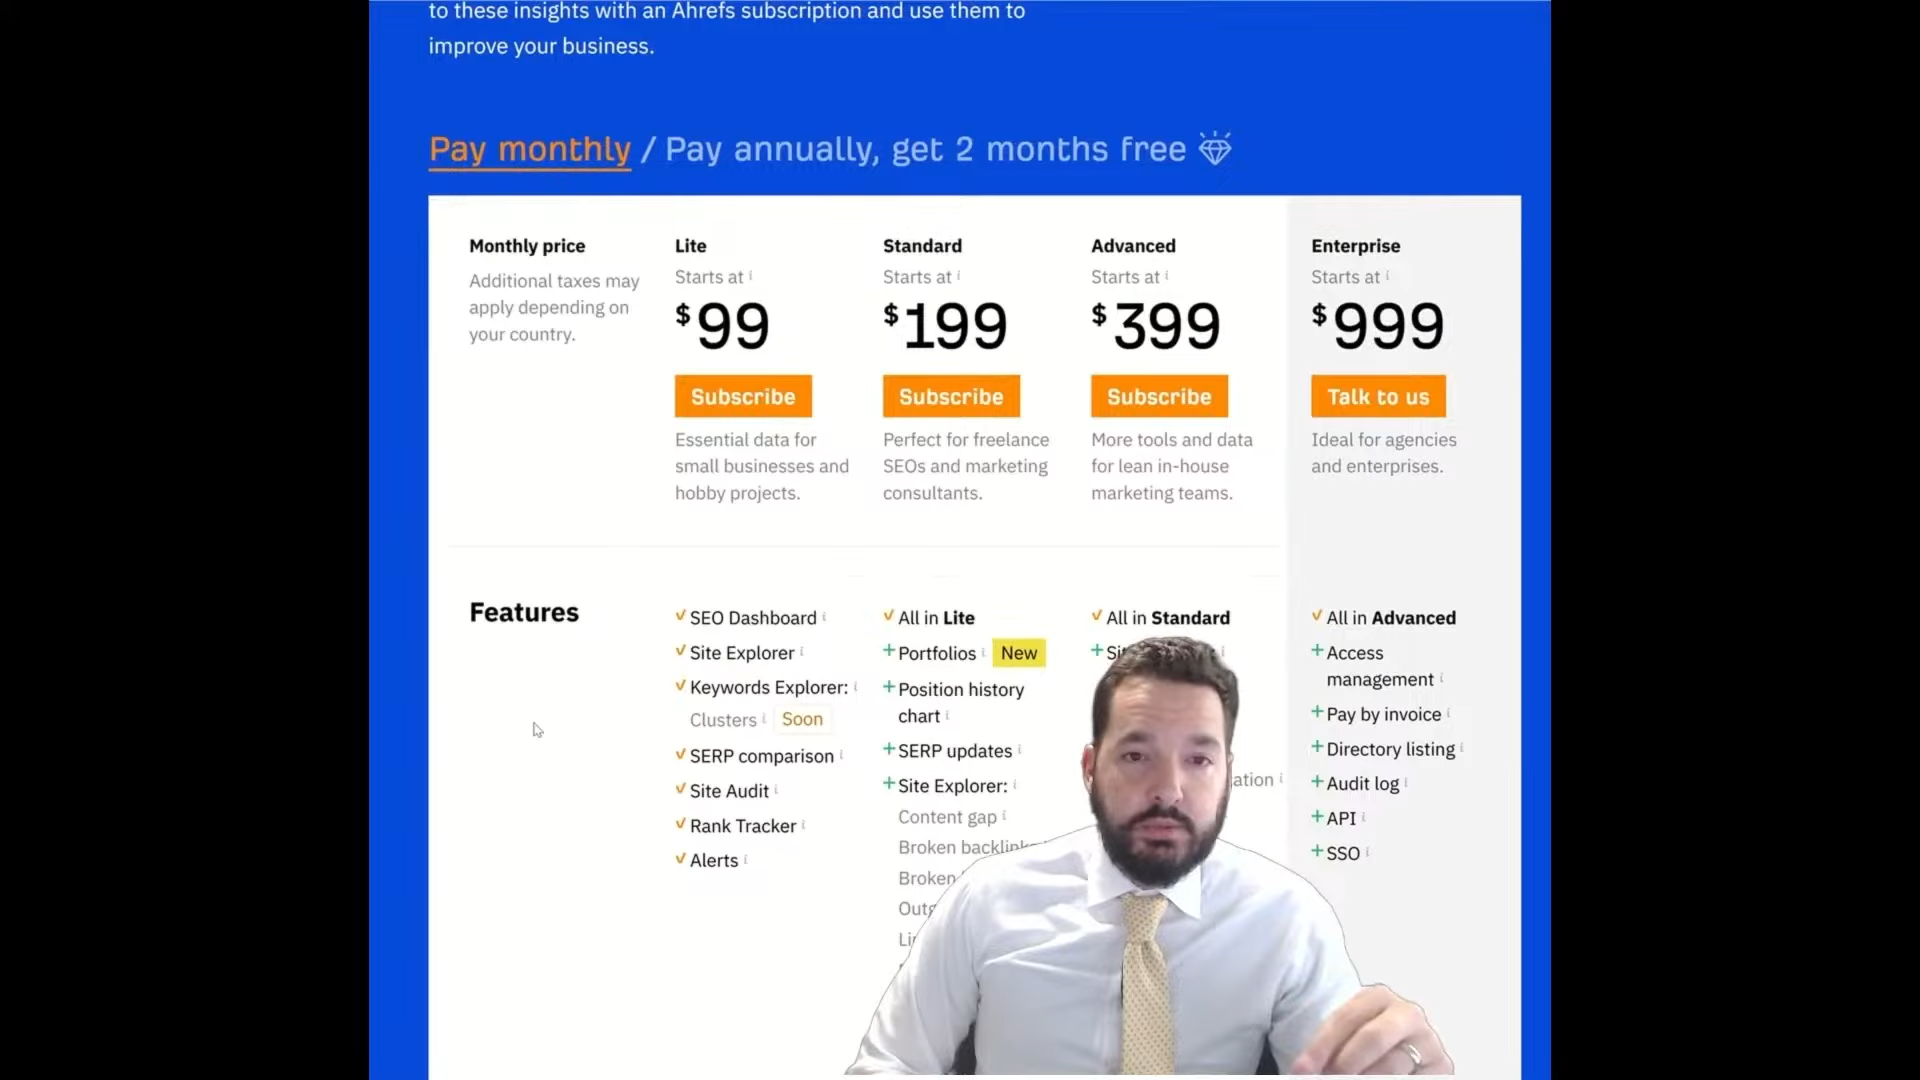 to these insights with an Ahrefs subscription and use them to
improve your business.
Pay monthly / Pay annually, get 2 months free
Monthly price
Additional taxes may
apply depending on
your country.
Lite
Starts at i
$99
Subscribe
Essential data for
small businesses and
hobby projects.
Standard
Starts at i
$199
Subscribe
Perfect for freelance
SEOs and marketing
consultants.
Advanced
Starts at i
$399
Subscribe
More tools and data
for lean in-house
marketing teams.
Enterprise
Starts at i
$999
Talk to us
Ideal for agencies
and enterprises.
Features
SEO Dashboard i
Site Explorer i
Keywords Explorer: i
Clusters i Soon
SERP comparison i
Site Audit i
Rank Tracker i
Alerts i
All in Lite
Portfolios i New
Position history
chart i
SERP updates i
Site Explorer: i
Content gap i
Broken backlinks
Broken
All in Standard
All in Advanced
Access
management i
Pay by invoice i
Directory listing i
Audit log i
API i
SSO i